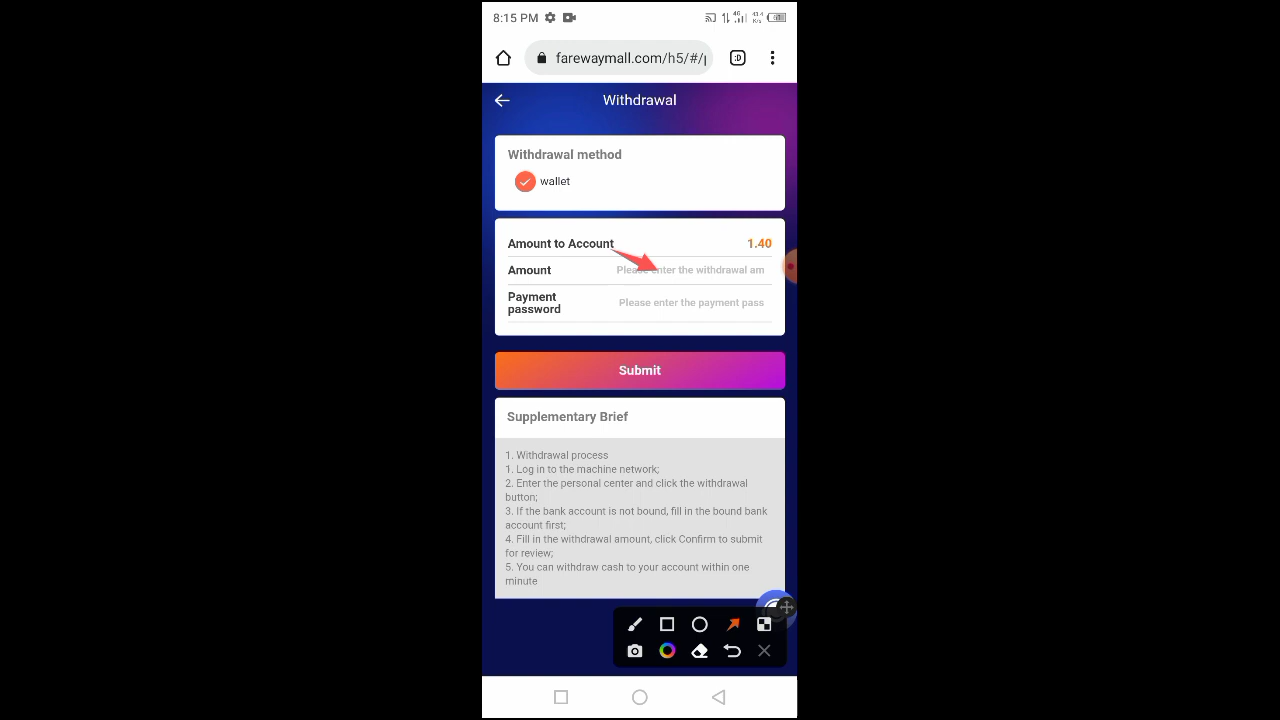 8:15 PM
4G
farewaymall.com/h5/#/p
:D
Withdrawal
Withdrawal method
wallet
Amount to Account 1.40
Amount Please enter the withdrawal am
Payment
password Please enter the payment pass
Submit
Supplementary Brief
1. Withdrawal process
1. Log in to the machine network;
2. Enter the personal center and click the withdrawal
button;
3. If the bank account is not bound, fill in the bound bank
account first;
4. Fill in the withdrawal amount, click Confirm to submit
for review;
5. You can withdraw cash to your account within one
minute